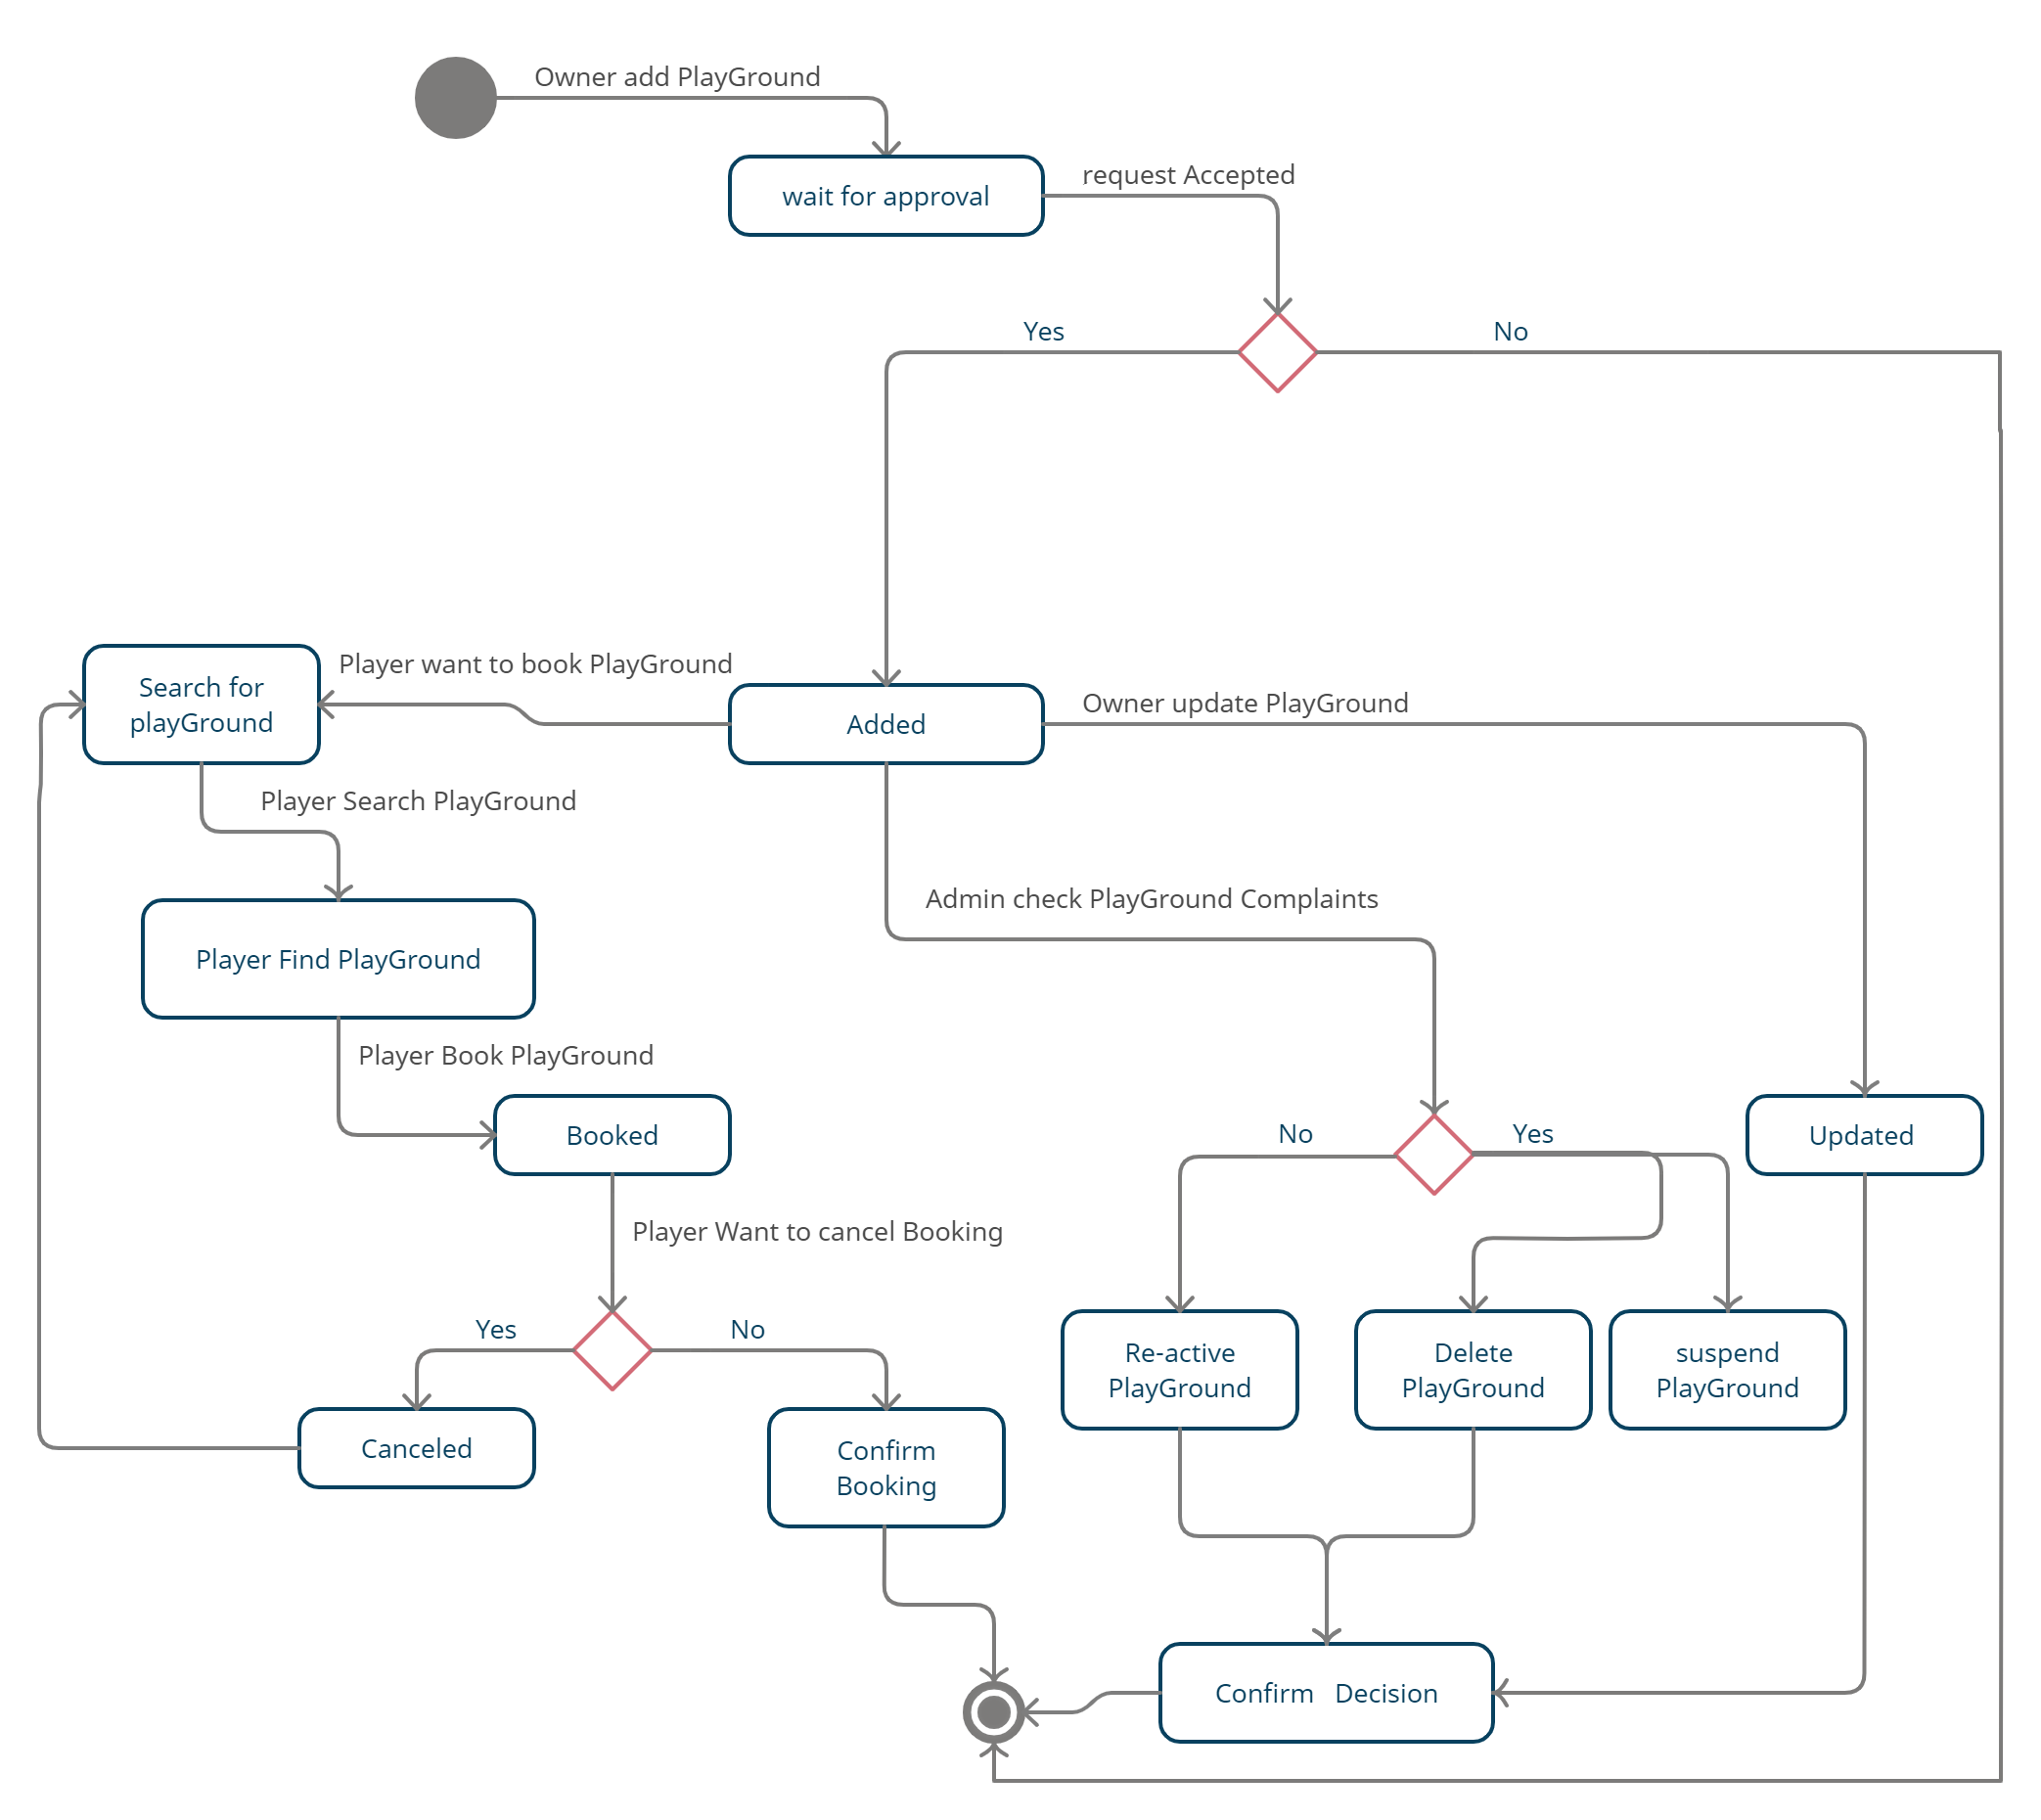 Owner add PlayGround
wait for approval
request Accepted
Yes
No
Search for
playGround
Player want to book PlayGround
Added
Owner update PlayGround
Player Search PlayGround
Admin check PlayGround Complaints
Player Find PlayGround
Player Book PlayGround
Booked
No
Yes
Updated
Player Want to cancel Booking
Yes
No
Re-active
PlayGround
Delete
PlayGround
suspend
PlayGround
Canceled
Confirm
Booking
Confirm Decision